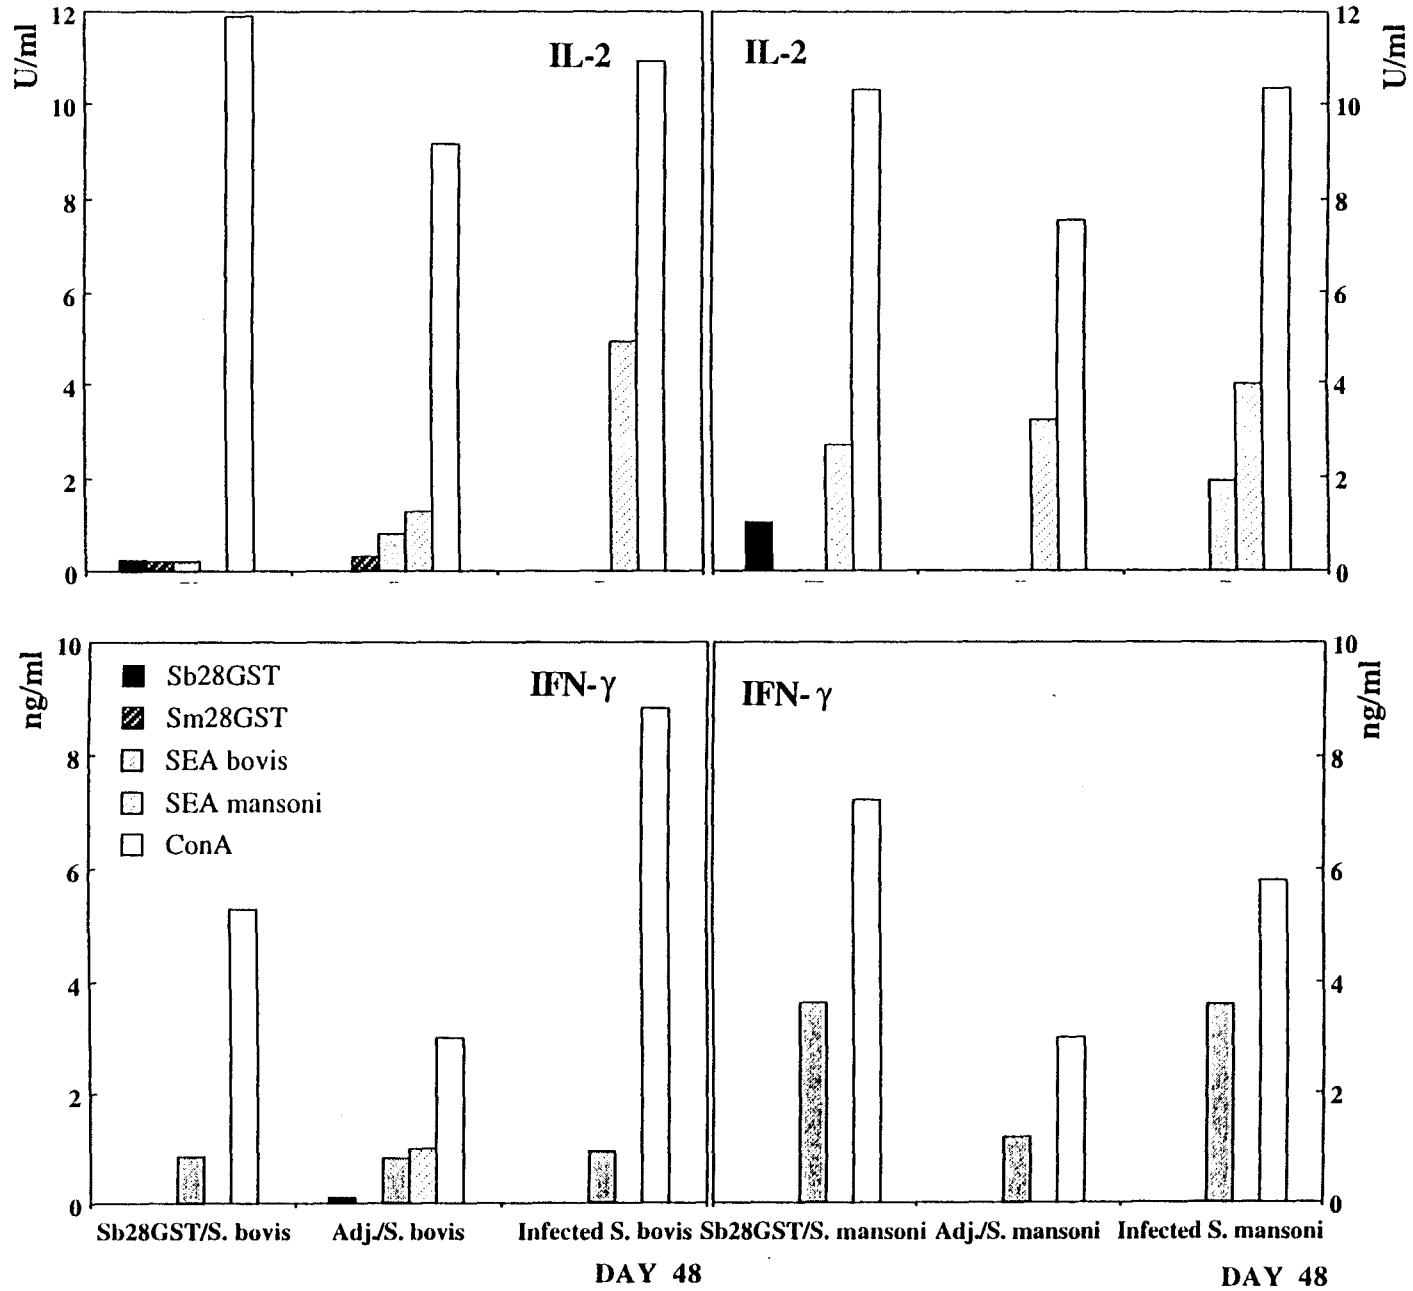 U/ml
12
10
8
6
4
2
0
IL-2
IL-2
12
10
8
6
4
2
0
U/ml
ng/ml
10
8
6
4
2
0
Sb28GST
Sm28GST
SEA bovis
SEA mansoni
ConA
IFN-γ
IFN-γ
10
8
6
4
2
0
ng/ml
Sb28GST/S. bovis Adj./S. bovis Infected S. bovis Sb28GST/S. mansoni Adj./S. mansoni Infected S. mansoni
DAY 48 DAY 48